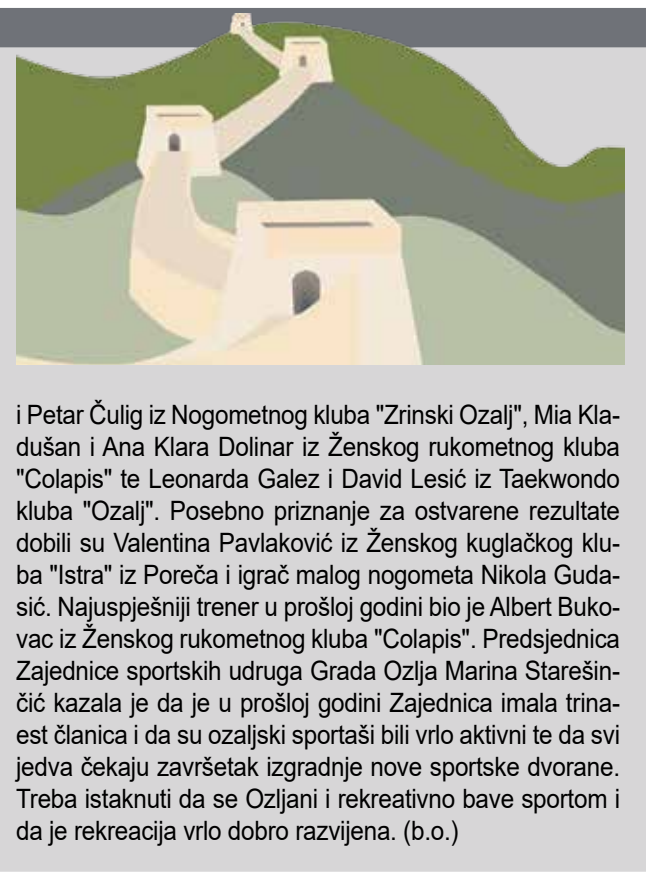 i Petar Čulig iz Nogometnog kluba "Zrinski Ozalj", Mia Kla-
dušan i Ana Klara Dolinar iz Ženskog rukometnog kluba
"Colapis" te Leonarda Galez i David Lesić iz Taekwondo
kluba "Ozalj". Posebno priznanje za ostvarene rezultate
dobili su Valentina Pavlaković iz Ženskog kuglačkog klu-
ba "Istra" iz Poreča i igrač malog nogometa Nikola Guda-
sić. Najuspješniji trener u prošloj godini bio je Albert Buko-
vac iz Ženskog rukometnog kluba "Colapis". Predsjednica
Zajednice sportskih udruga Grada Ozlja Marina Starešin-
čić kazala je da je u prošloj godini Zajednica imala trina-
est članica i da su ozaljski sportaši bili vrlo aktivni te da svi
jedva čekaju završetak izgradnje nove sportske dvorane.
Treba istaknuti da se Ozljani i rekreativno bave sportom i
da je rekreacija vrlo dobro razvijena. (b.o.)